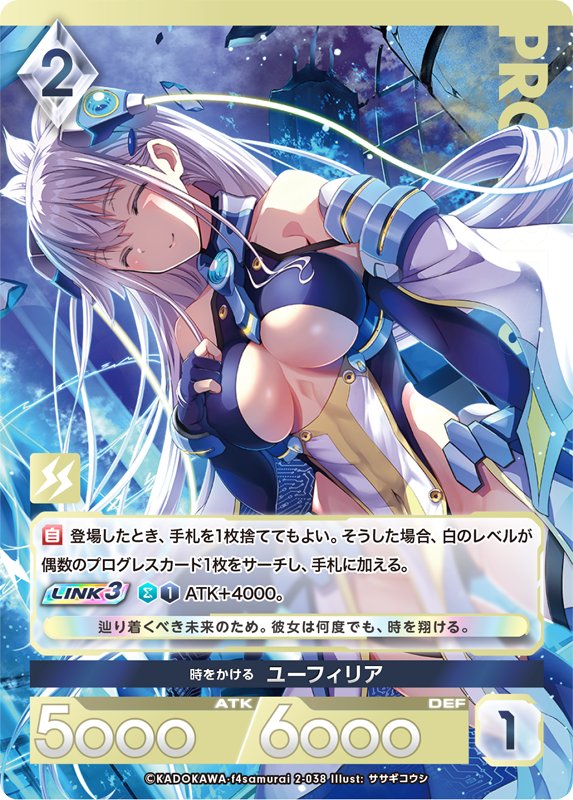 2
PRO
自 登場したとき、手札を1枚捨ててもよい。そうした場合、白のレベルが
偶数のプログレスカード1枚をサーチし、手札に加える。
LINK3 Σ 1 ATK+4000。
辿り着くべき未来のため。彼女は何度でも、時を翔ける。
時をかける ユーフィリア
ATK DEF
5000 / 6000 1
©KADOKAWA-f4samurai 2-038 Illust: ササギコウシ